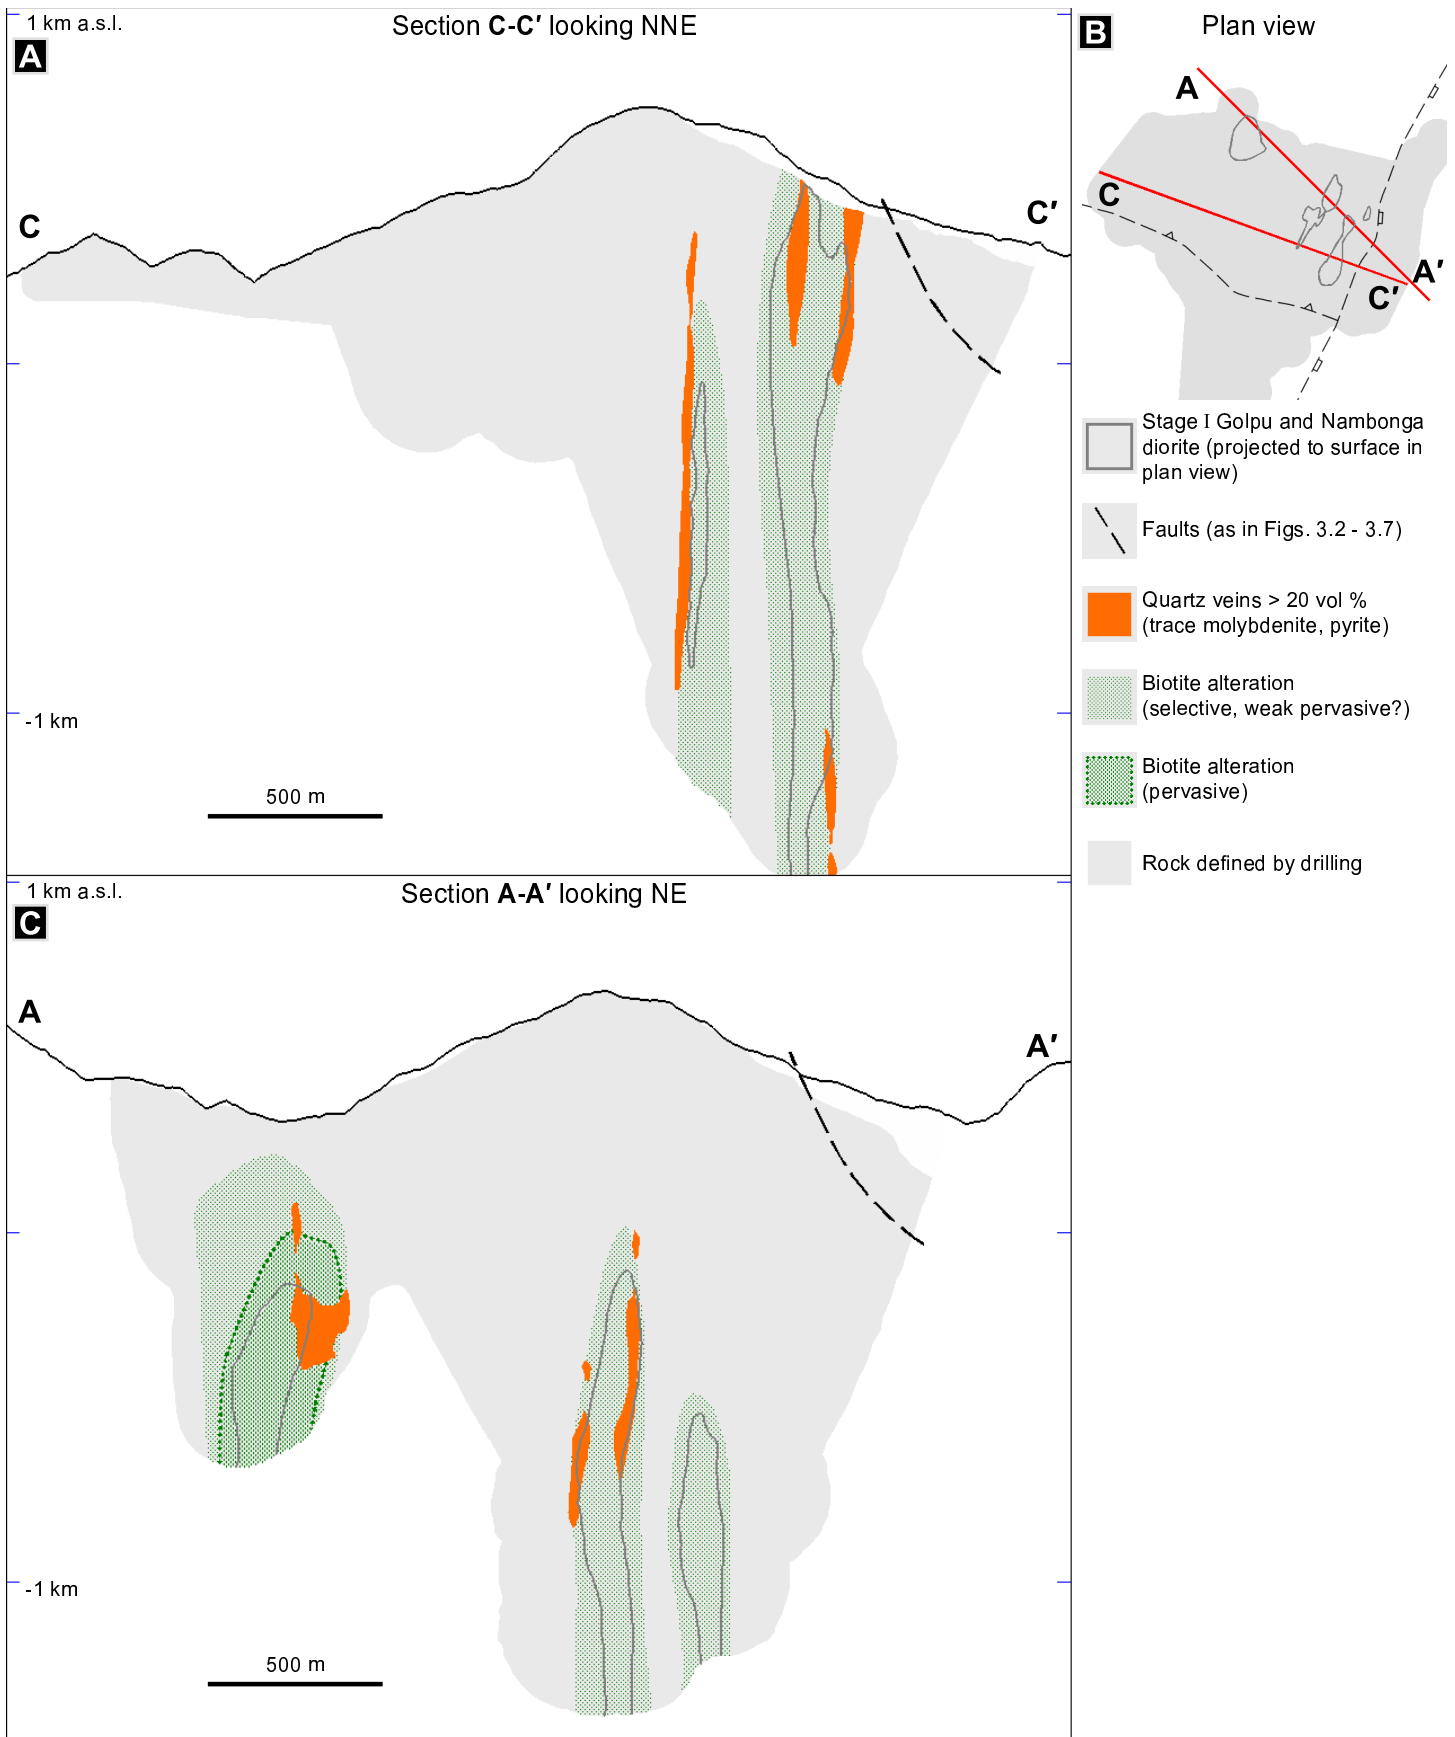 1 km a.s.l.
Section C-C′ looking NNE
A
C
C′
-1 km
500 m
B
Plan view
A
C
A′
C′
Stage I Golpu and Nambonga
diorite (projected to surface in
plan view)
Faults (as in Figs. 3.2 - 3.7)
Quartz veins > 20 vol %
(trace molybdenite, pyrite)
Biotite alteration
(selective, weak pervasive?)
Biotite alteration
(pervasive)
Rock defined by drilling
1 km a.s.l.
Section A-A′ looking NE
C
A
A′
-1 km
500 m